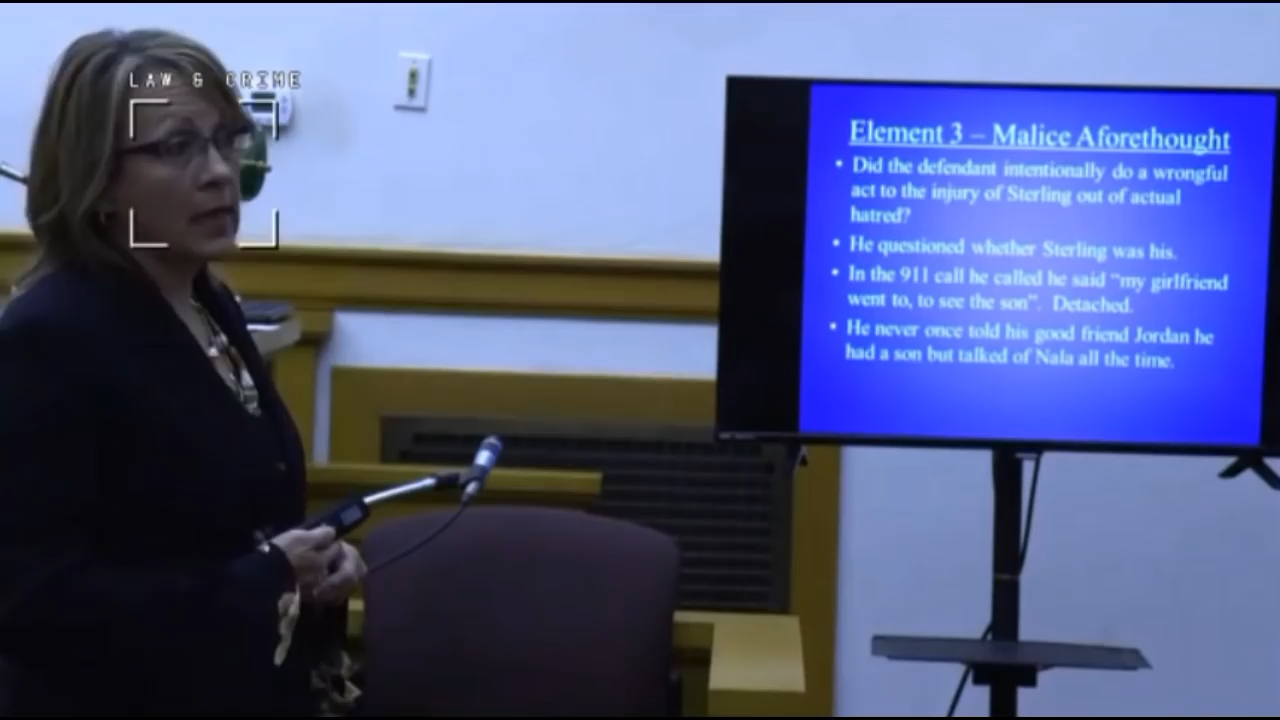 LAW & CRIME
Element 3 – Malice Aforethought
• Did the defendant intentionally do a wrongful
act to the injury of Sterling out of actual
hatred?
• He questioned whether Sterling was his.
• In the 911 call he called he said “my girlfriend
went to, to see the son”. Detached.
• He never once told his good friend Jordan he
had a son but talked of Nala all the time.